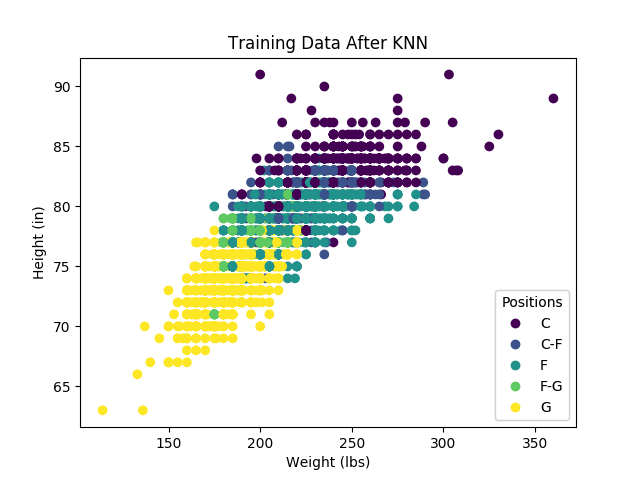 Training Data After KNN
90
85
80
75
70
65
Height (in)
150
200
250
300
350
Weight (lbs)
Positions
C
C-F
F
F-G
G